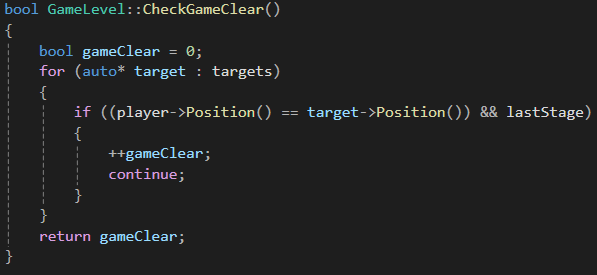 bool GameLevel::CheckGameClear()
{
bool gameClear = 0;
for (auto* target : targets)
{
if ((player->Position() == target->Position()) && lastStage)
{
++gameClear;
continue;
}
}
return gameClear;
}